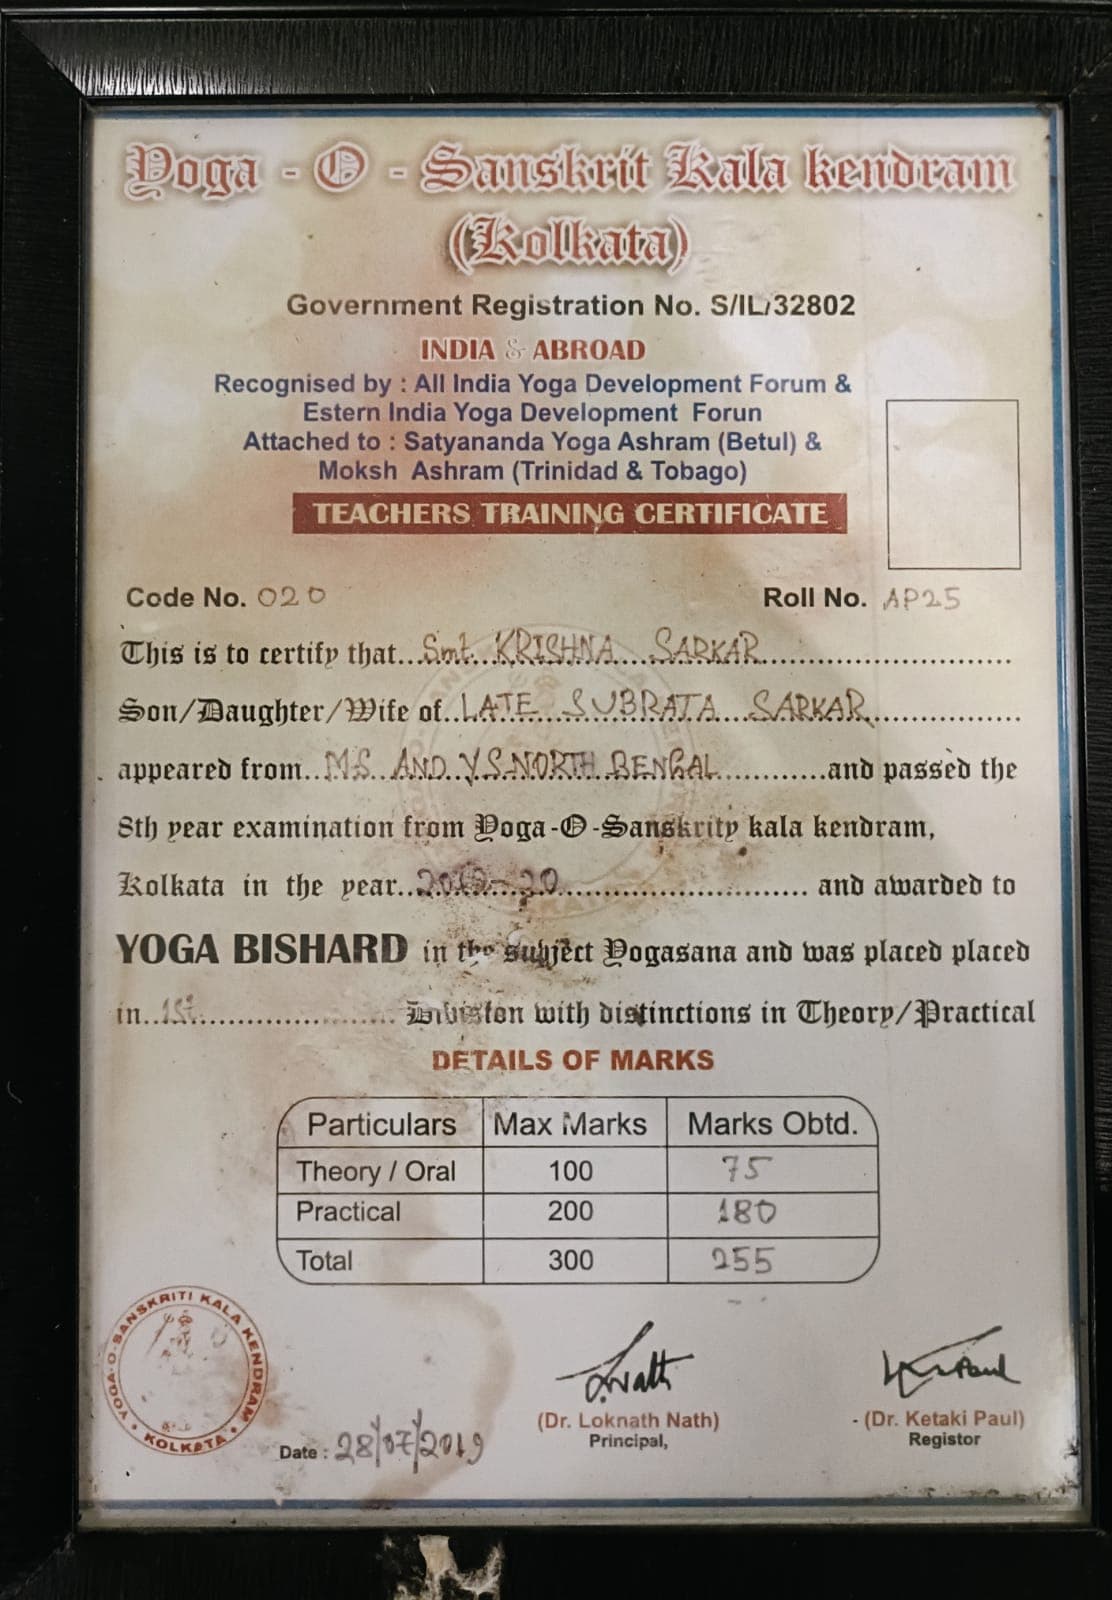 Yoga - O - Sanskrit Kala kendram
(Kolkata)
Government Registration No. S/IL/32802
INDIA & ABROAD
Recognised by : All India Yoga Development Forum &
Estern India Yoga Development Forun
Attached to : Satyananda Yoga Ashram (Betul) &
Moksh Ashram (Trinidad & Tobago)
TEACHERS TRAINING CERTIFICATE
Code No. 020 Roll No. AP25
This is to certify that...Smt...KRISHNA....SARKAR...
Son/Daughter/Wife of..LATE....SUBRATA...SARKAR...
appeared from..M.S..AND..Y.S.NORTH BENGAL............and passed the
8th year examination from Yoga-O-Sanskrity kala kendram,
Kolkata in the year..2019-20.............................. and awarded to
YOGA BISHARD in the subject Yogasana and was placed placed
in..1st......................... Division with distinctions in Theory/Practical
DETAILS OF MARKS
Particulars Max Marks Marks Obtd.
Theory / Oral 100 75
Practical 200 180
Total 300 255
YOGA-O-SANSKRITI KALA KENDRAM
KOLKATA
Date : 28/07/2019
(Dr. Loknath Nath)
Principal,
- (Dr. Ketaki Paul)
Registor